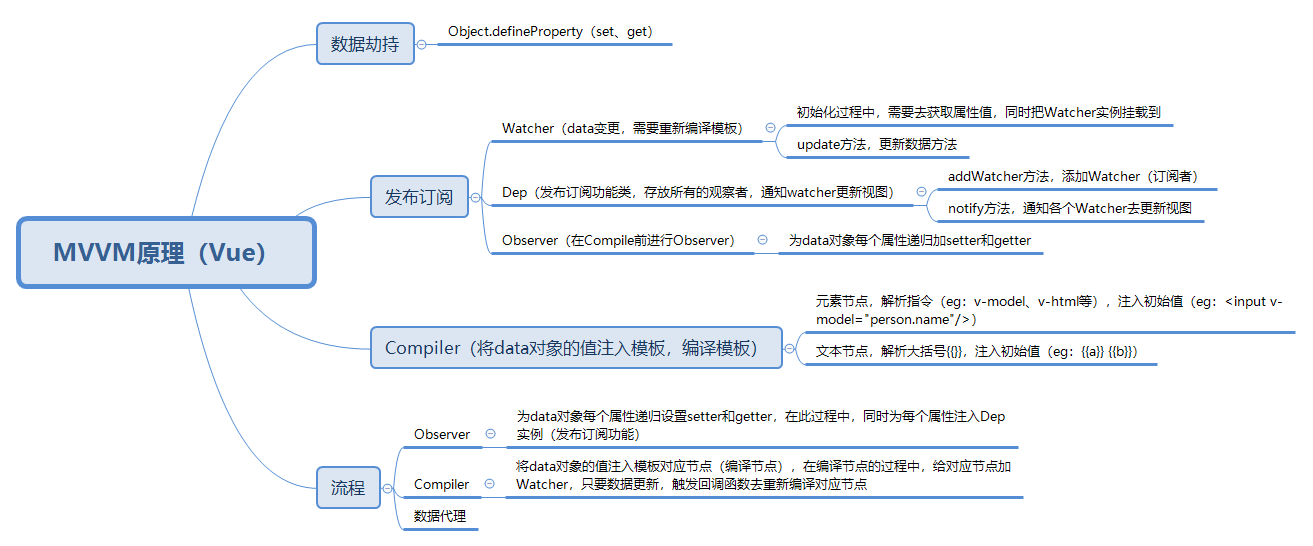 MVVM原理（Vue）
数据劫持
Object.defineProperty（set、get）
发布订阅
Watcher（data变更，需要重新编译模板）
初始化过程中，需要去获取属性值，同时把Watcher实例挂载到
update方法，更新数据方法
Dep（发布订阅功能类，存放所有的观察者，通知watcher更新视图）
addWatcher方法，添加Watcher（订阅者）
notify方法，通知各个Watcher去更新视图
Observer（在Compile前进行Observer）
为data对象每个属性递归加setter和getter
Compiler（将data对象的值注入模板，编译模板）
元素节点，解析指令（eg：v-model、v-html等），注入初始值（eg：<input v-
model="person.name"/>）
文本节点，解析大括号{{}}，注入初始值（eg：{{a}} {{b}}）
流程
Observer
为data对象每个属性递归设置setter和getter，在此过程中，同时为每个属性注入Dep
实例（发布订阅功能）
Compiler
将data对象的值注入模板对应节点（编译节点），在编译节点的过程中，给对应节点加
Watcher，只要数据更新，触发回调函数去重新编译对应节点
数据代理